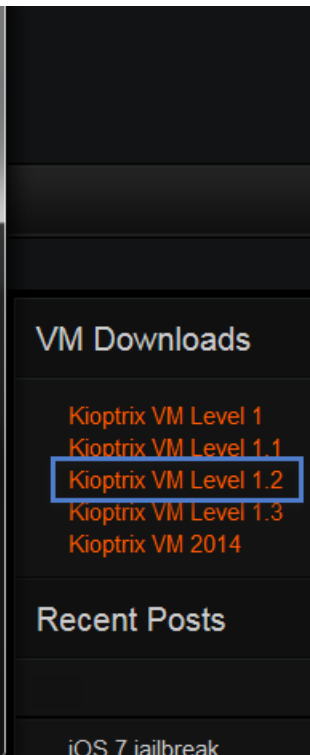 VM Downloads
Kioptrix VM Level 1
Kioptrix VM Level 1.1
Kioptrix VM Level 1.2
Kioptrix VM Level 1.3
Kioptrix VM 2014
Recent Posts
iOS 7 jailbreak